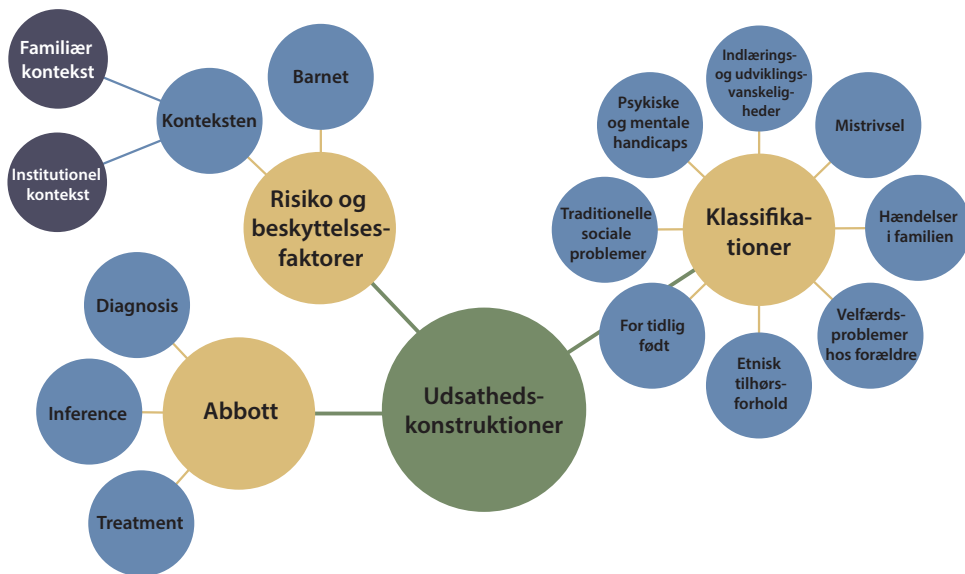 Familiær
kontekst
Institutionel
kontekst
Konteksten
Barnet
Risiko og
beskyttelses-
faktorer
Diagnosis
Inference
Treatment
Abbott
Udsatheds-
konstruktioner
Klassifika-
tioner
Indlærings-
og udviklings-
vanskelig-
heder
Mistrivsel
Hændelser
i familien
Velfærds-
problemer
hos forældre
Etnisk
tilhørs-
forhold
For tidlig
født
Traditionelle
sociale
problemer
Psykiske
og mentale
handicaps